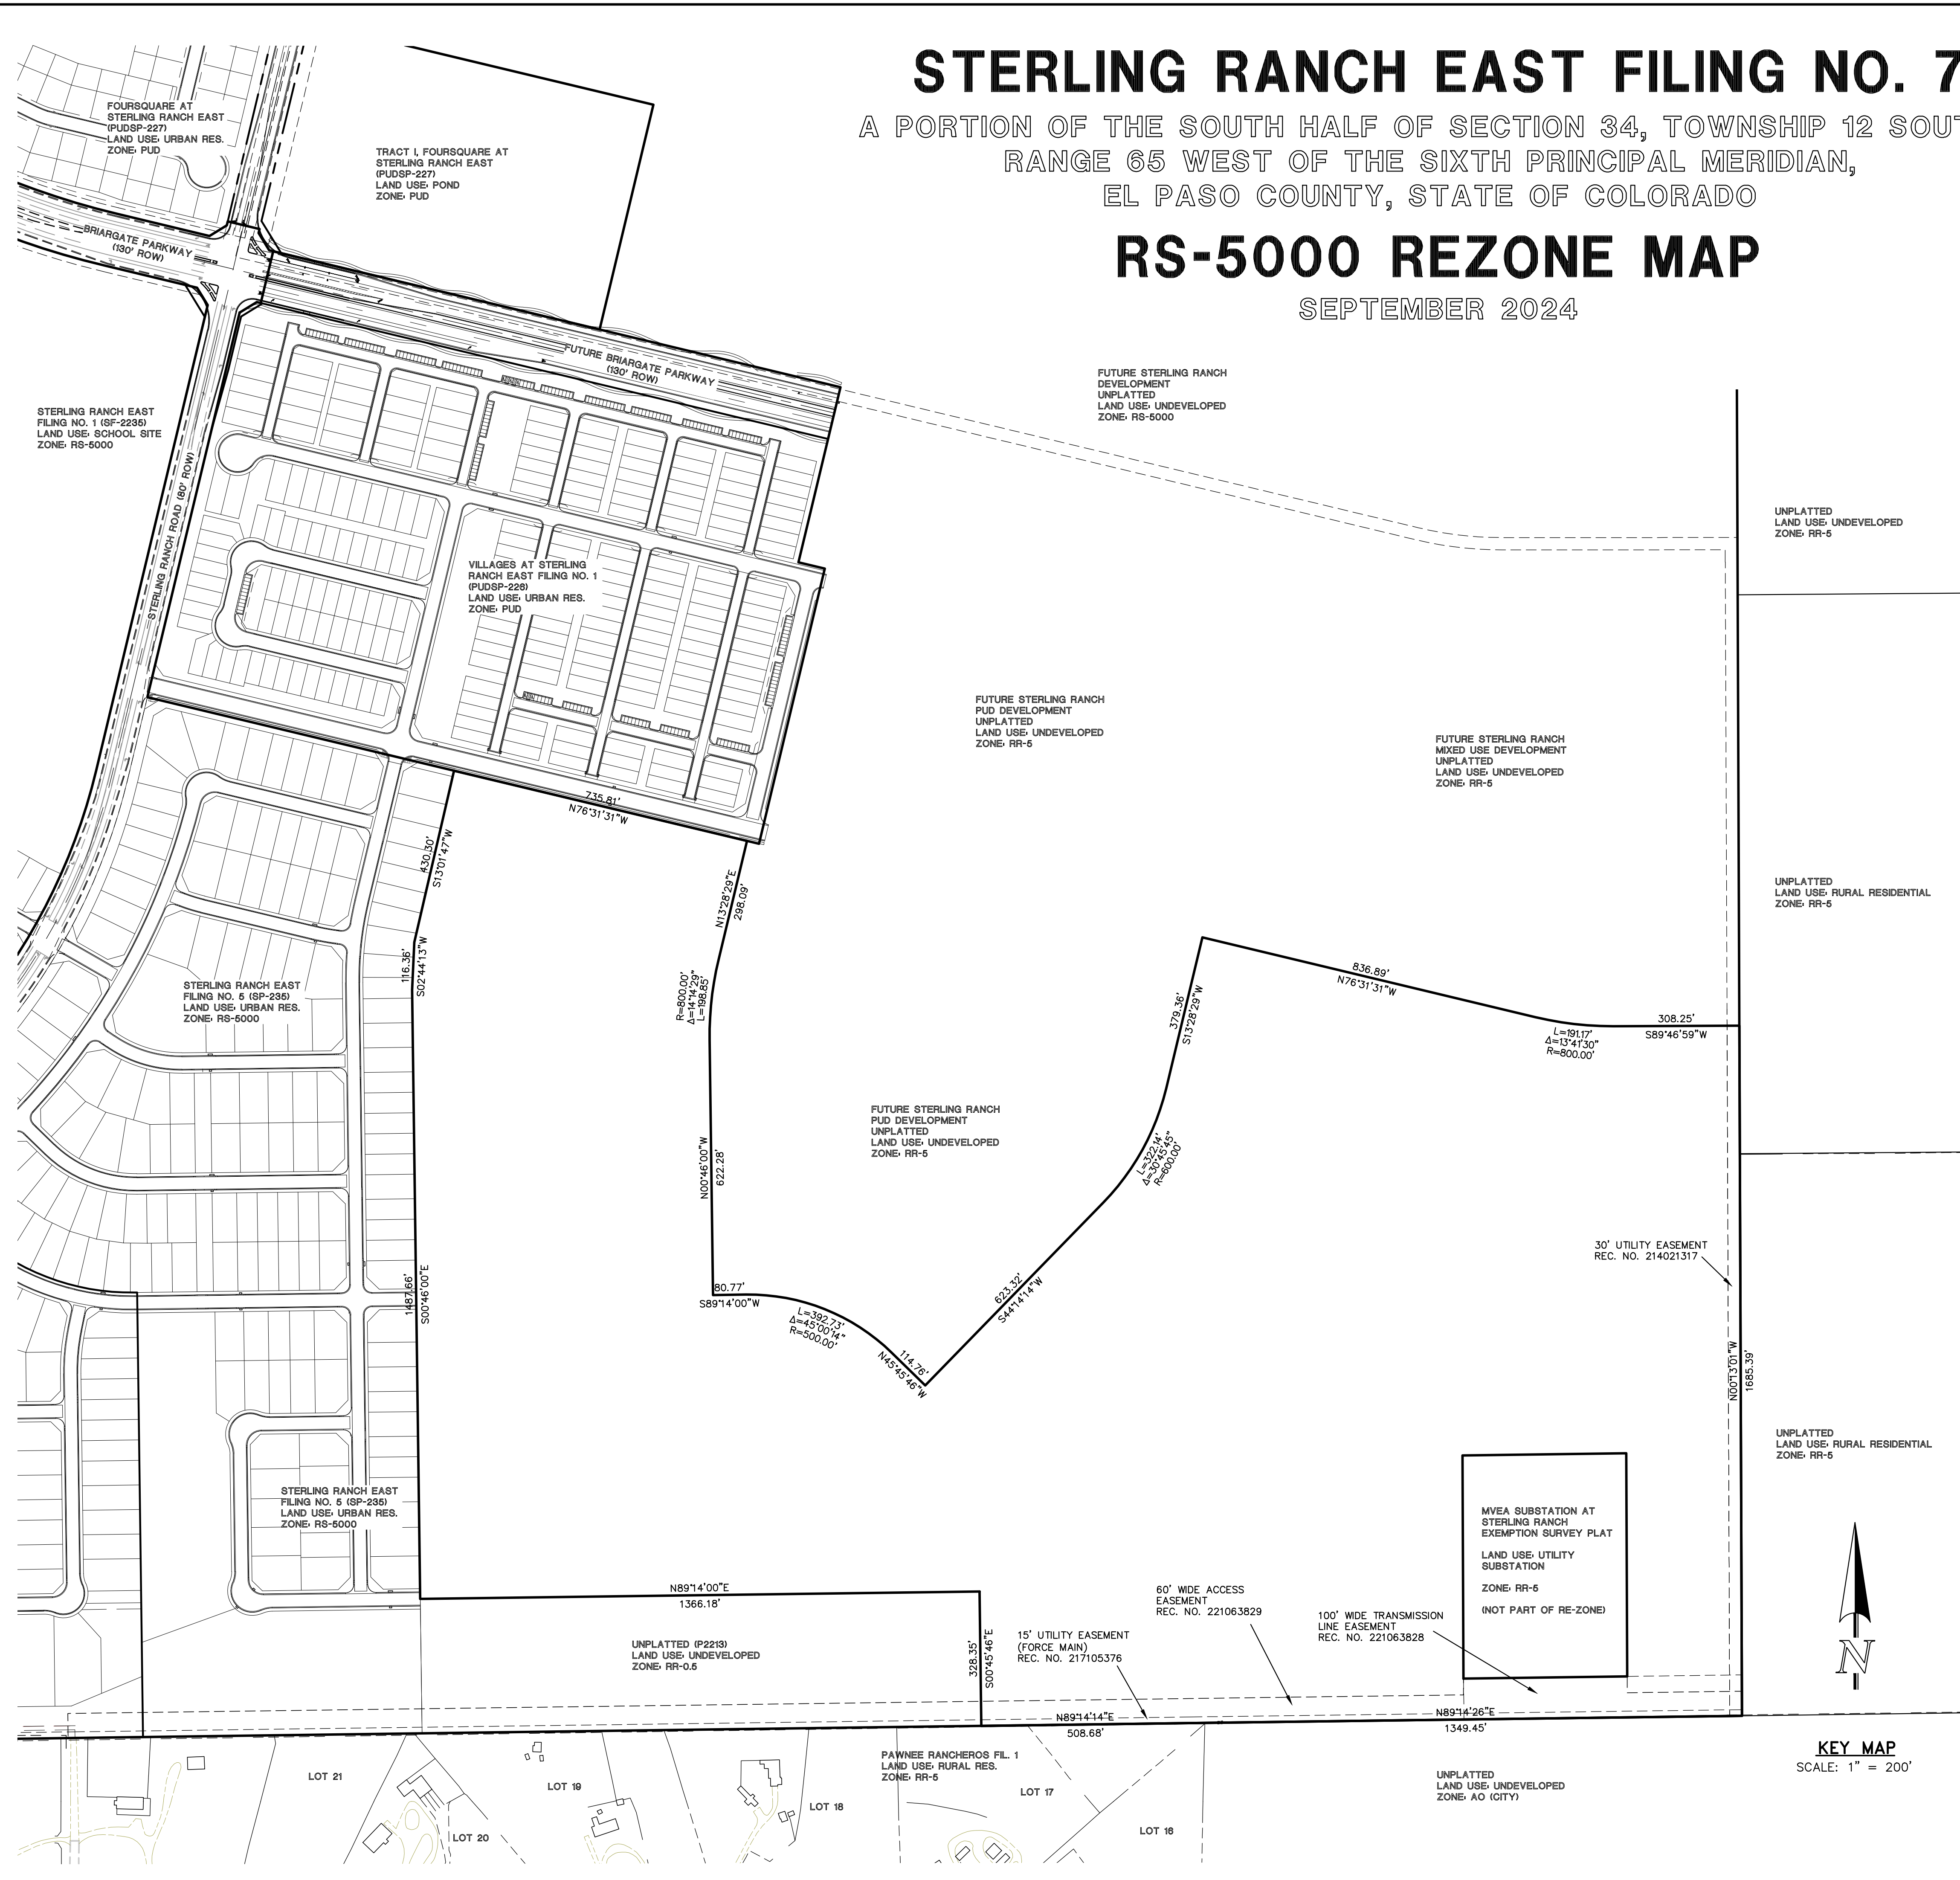 STERLING RANCH EAST FILING NO. 7
A PORTION OF THE SOUTH HALF OF SECTION 34, TOWNSHIP 12
RANGE 65 WEST OF THE SIXTH PRINCIPAL MERIDIAN,
EL PASO COUNTY, STATE OF COLORADO
RS-5000 REZONE MAP
SEPTEMBER 2024
FOURSQUARE AT
STERLING RANCH EAST
(PUDSP-227)
LAND USE: URBAN RES.
ZONE: PUD
TRACT I, FOURSQUARE AT
STERLING RANCH EAST
(PUDSP-227)
LAND USE: POND
ZONE: PUD
BRIARGATE PARKWAY
(130' ROW)
FUTURE BRIARGATE PARKWAY
(130' ROW)
STERLING RANCH EAST
FILING NO. 1 (SF-2235)
LAND USE: SCHOOL SITE
ZONE: RS-5000
STERLING RANCH ROAD (80' ROW)
FUTURE STERLING RANCH
DEVELOPMENT
UNPLATTED
LAND USE: UNDEVELOPED
ZONE: RS-5000
UNPLATTED
LAND USE: UNDEVELOPED
ZONE: RR-5
VILLAGES AT STERLING
RANCH EAST FILING NO. 1
(PUDSP-226)
LAND USE: URBAN RES.
ZONE: PUD
FUTURE STERLING RANCH
PUD DEVELOPMENT
UNPLATTED
LAND USE: UNDEVELOPED
ZONE: RR-5
FUTURE STERLING RANCH
MIXED USE DEVELOPMENT
UNPLATTED
LAND USE: UNDEVELOPED
ZONE: RR-5
735.81'
N76°31'31"W
430.30'
S13°01'47"W
N13°28'29"E
298.09'
UNPLATTED
LAND USE: RURAL RESIDENTIAL
ZONE: RR-5
116.36'
S02°44'13"W
R=800.00'
Δ=14°14'29"
L=198.85'
STERLING RANCH EAST
FILING NO. 5 (SP-235)
LAND USE: URBAN RES.
ZONE: RS-5000
836.89'
N76°31'31"W
379.36'
S13°28'29"W
308.25'
S89°46'59"W
L=191.17'
Δ=13°41'30"
R=800.00'
FUTURE STERLING RANCH
PUD DEVELOPMENT
UNPLATTED
LAND USE: UNDEVELOPED
ZONE: RR-5
L=322.14'
Δ=30°45'45"
R=600.00'
N00°46'00"W
622.28'
30' UTILITY EASEMENT
REC. NO. 214021317
1487.66'
S00°46'00"E
80.77'
S89°14'00"W
L=392.73'
Δ=45°00'14"
R=500.00'
623.32'
S44°14'14"W
114.76'
N45°45'46"W
N00°13'01"W
1685.39'
UNPLATTED
LAND USE: RURAL RESIDENTIAL
ZONE: RR-5
STERLING RANCH EAST
FILING NO. 5 (SP-235)
LAND USE: URBAN RES.
ZONE: RS-5000
MVEA SUBSTATION AT
STERLING RANCH
EXEMPTION SURVEY PLAT
LAND USE: UTILITY
SUBSTATION
ZONE: RR-5
(NOT PART OF RE-ZONE)
N89°14'00"E
1366.18'
60' WIDE ACCESS
EASEMENT
REC. NO. 221063829
100' WIDE TRANSMISSION
LINE EASEMENT
REC. NO. 221063828
15' UTILITY EASEMENT
(FORCE MAIN)
REC. NO. 217105376
328.35'
S00°45'46"E
UNPLATTED (P2213)
LAND USE: UNDEVELOPED
ZONE: RR-0.5
N
N89°14'14"E
508.68'
N89°14'26"E
1349.45'
KEY MAP
SCALE: 1" = 200'
PAWNEE RANCHEROS FIL. 1
LAND USE: RURAL RES.
ZONE: RR-5
UNPLATTED
LAND USE: UNDEVELOPED
ZONE: AO (CITY)
LOT 21
LOT 20
LOT 19
LOT 18
LOT 17
LOT 16